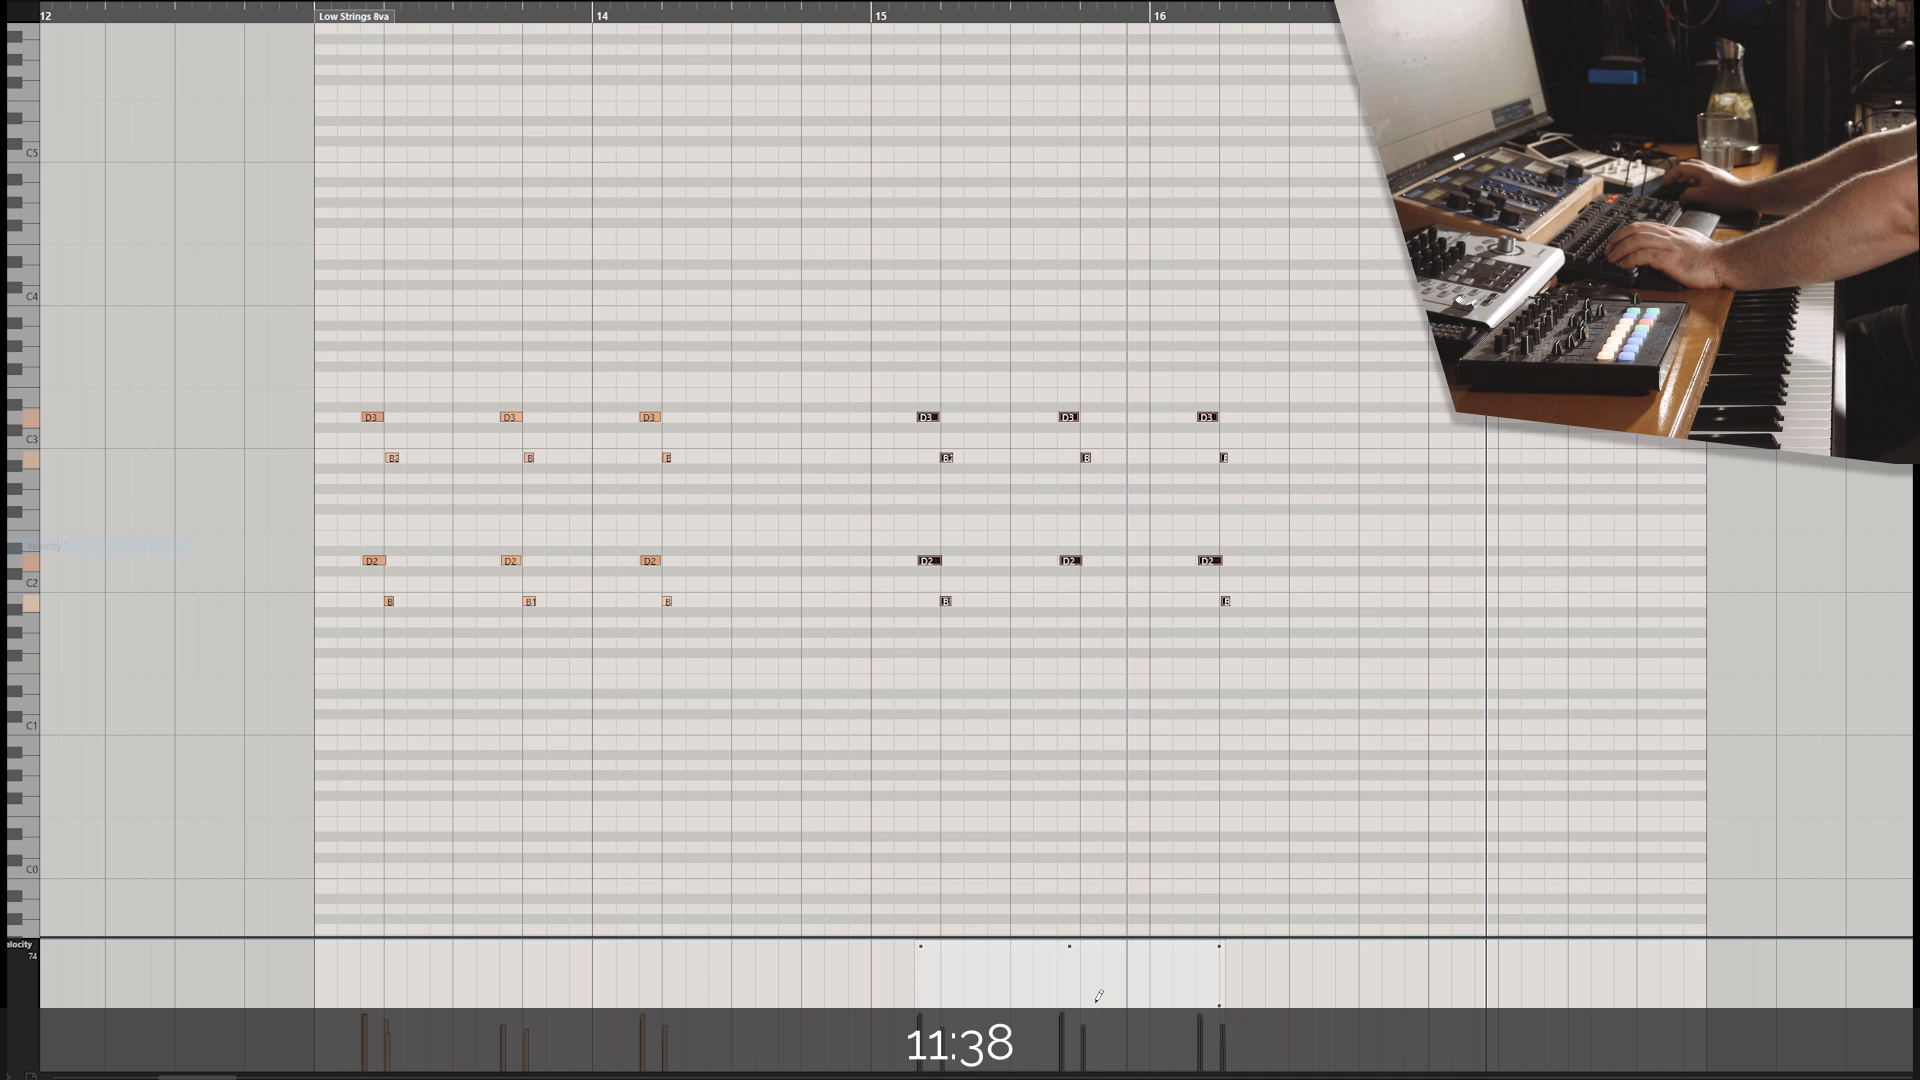 12 Low Strings 8va 14 15 16
C5
C4
D3 D3 D3 D3 D3 D3
C3
B2 B B B2 B B
Velocity
D2 D2 D2 D2 D2 D2
C2
B B1 B B B
C1
C0
elocity
74
11:38